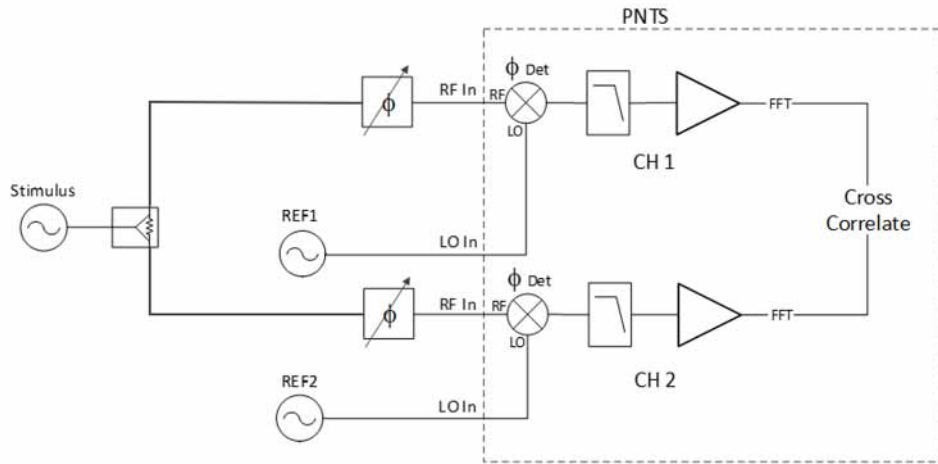 PNTS
ϕ Det
ϕ
RF In
RF
LO
FFT
CH 1
Stimulus
REF1
LO In
Cross
Correlate
ϕ Det
ϕ
RF In
RF
LO
FFT
CH 2
REF2
LO In